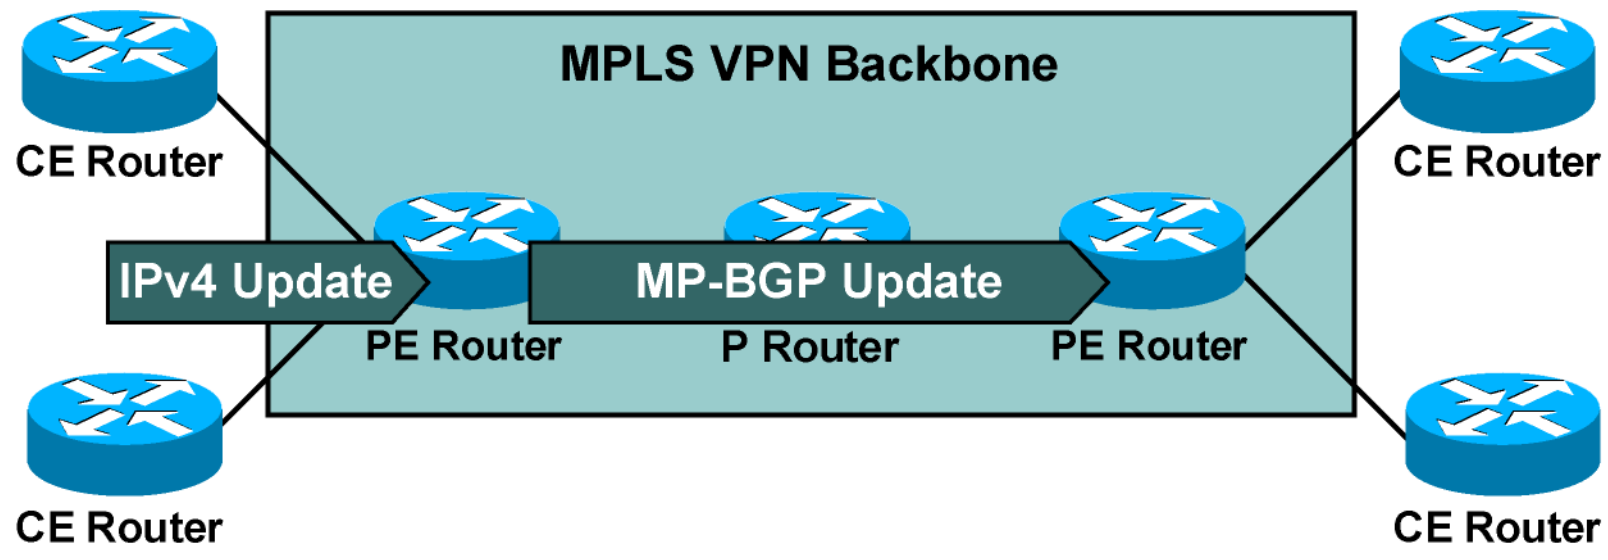 MPLS VPN Backbone
CE Router
CE Router
IPv4 Update
MP-BGP Update
PE Router
P Router
PE Router
CE Router
CE Router